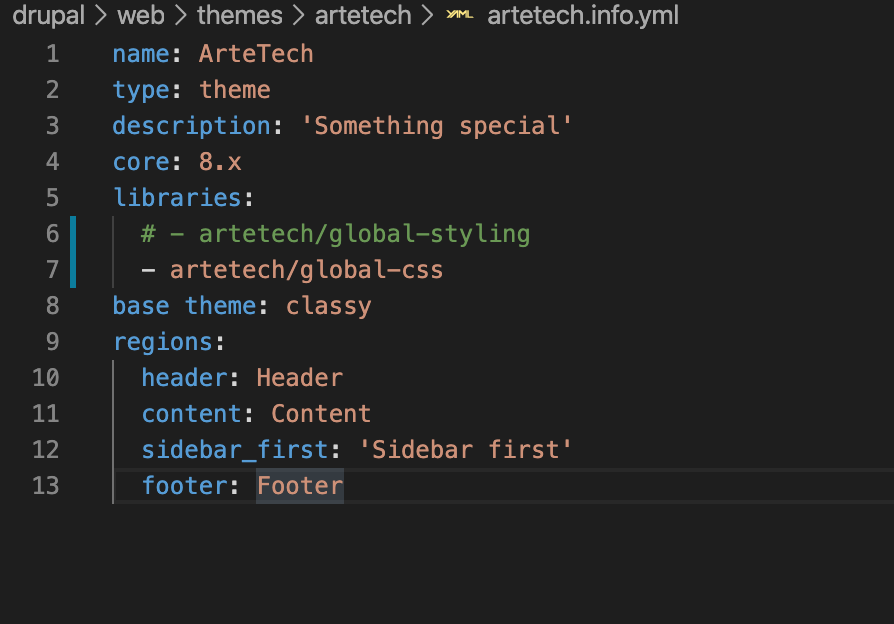 drupal > web > themes > artetech > YAML artetech.info.yml
1 name: ArteTech
2 type: theme
3 description: 'Something special'
4 core: 8.x
5 libraries:
6 # - artetech/global-styling
7 - artetech/global-css
8 base theme: classy
9 regions:
10 header: Header
11 content: Content
12 sidebar_first: 'Sidebar first'
13 footer: Footer